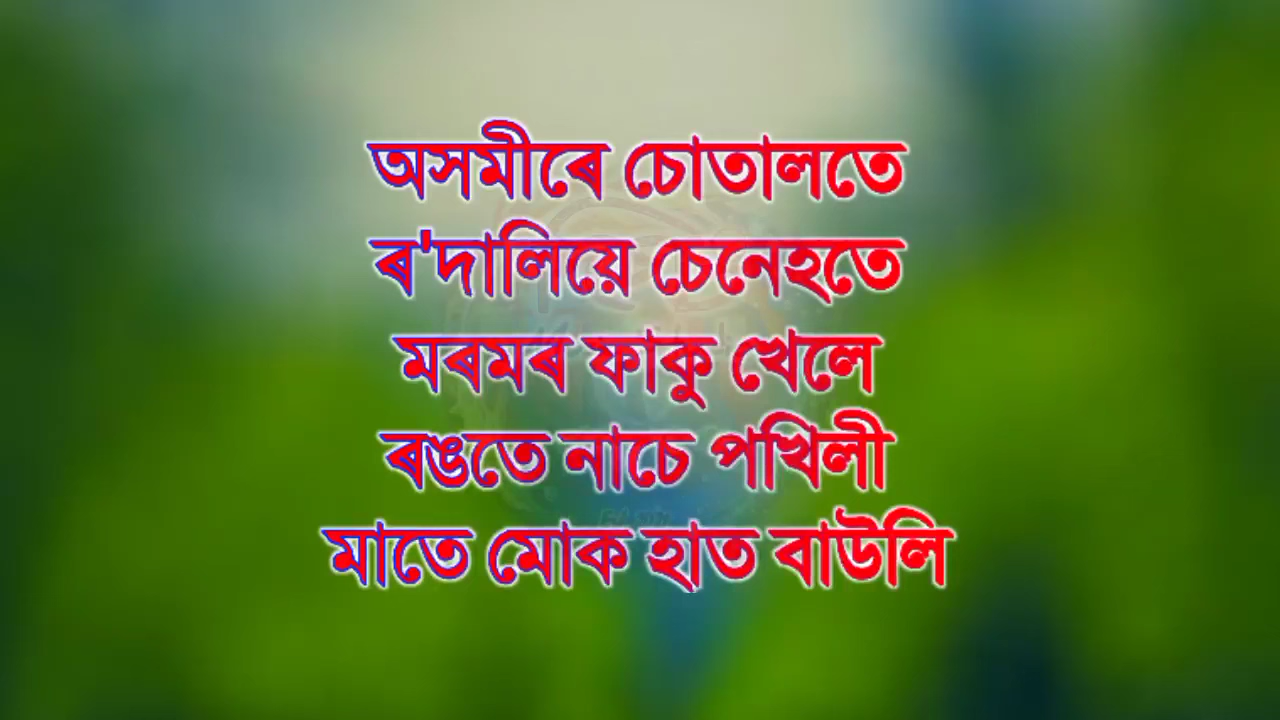 অসমীৰে চোতালতে
ৰ'দালিয়ে চেনেহতে
মৰমৰ ফাকু খেলে
ৰঙতে নাচে পখিলী
মাতে মোক হাত বাউলি